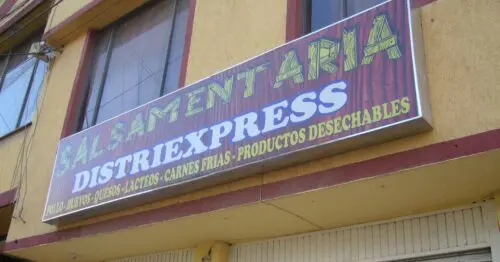 SALSAMENTARIA
DISTRIEXPRESS
POLLO - HUEVOS - QUESOS - LACTEOS - CARNES FRIAS - PRODUCTOS DESECHABLES